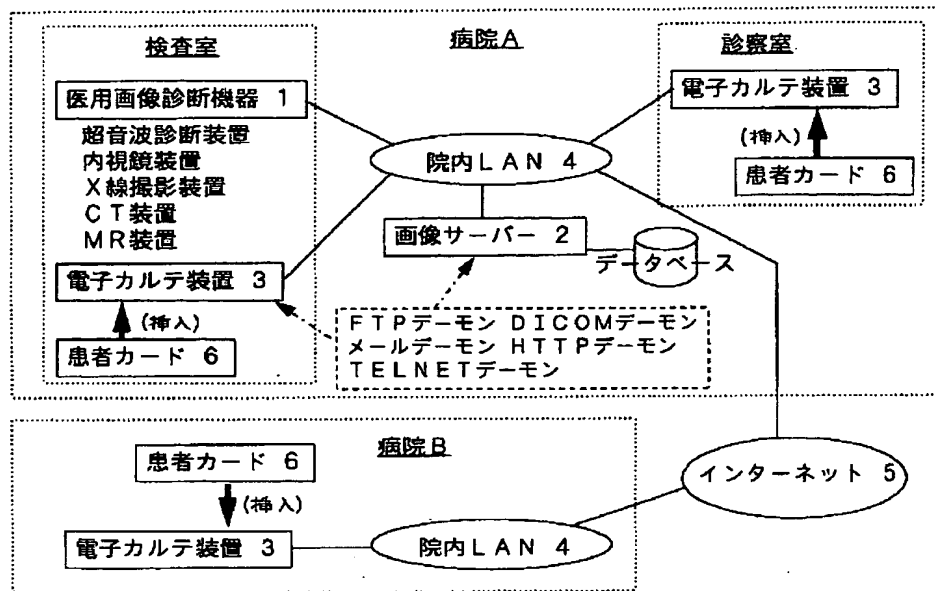 病院A
検査室
医用画像診断機器 1
超音波診断装置
内視鏡装置
X線撮影装置
CT装置
MR装置
電子カルテ装置 3
(挿入)
患者カード 6
院内LAN 4
画像サーバー 2
データベース
FTPデーモン DICOMデーモン
メールデーモン HTTPデーモン
TELNETデーモン
診察室
電子カルテ装置 3
(挿入)
患者カード 6
病院B
患者カード 6
(挿入)
電子カルテ装置 3
院内LAN 4
インターネット 5